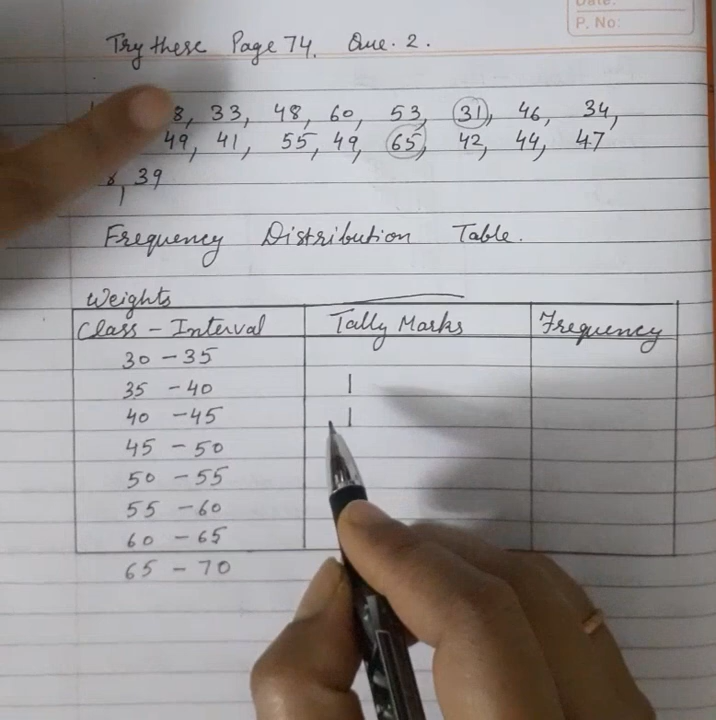 Date:
P. No:
Try these Page 74. Que. 2.
8, 33, 48, 60, 53, 31, 46, 34,
49, 41, 55, 49, 65, 42, 44, 47
, 39
Frequency Distribution Table.
Weights
Class - Interval Tally Marks Frequency
30 - 35
35 - 40 |
40 - 45 |
45 - 50
50 - 55
55 - 60
60 - 65
65 - 70